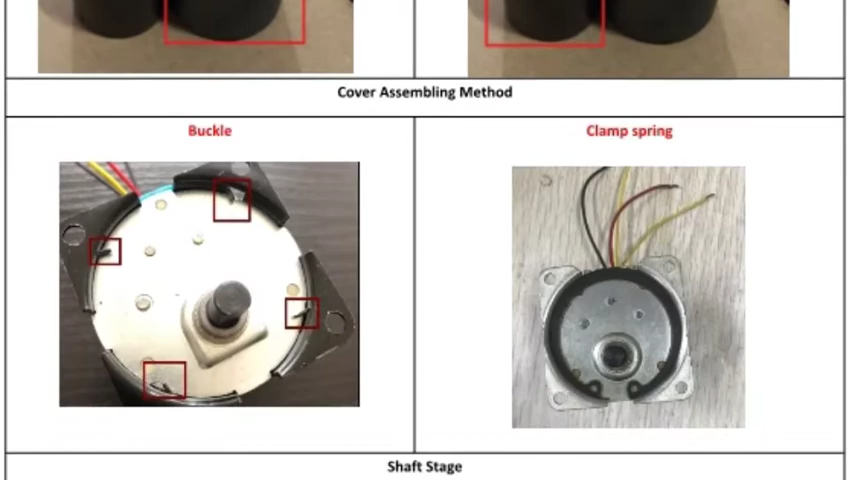 Cover Assembling Method
Buckle
Clamp spring
Shaft Stage